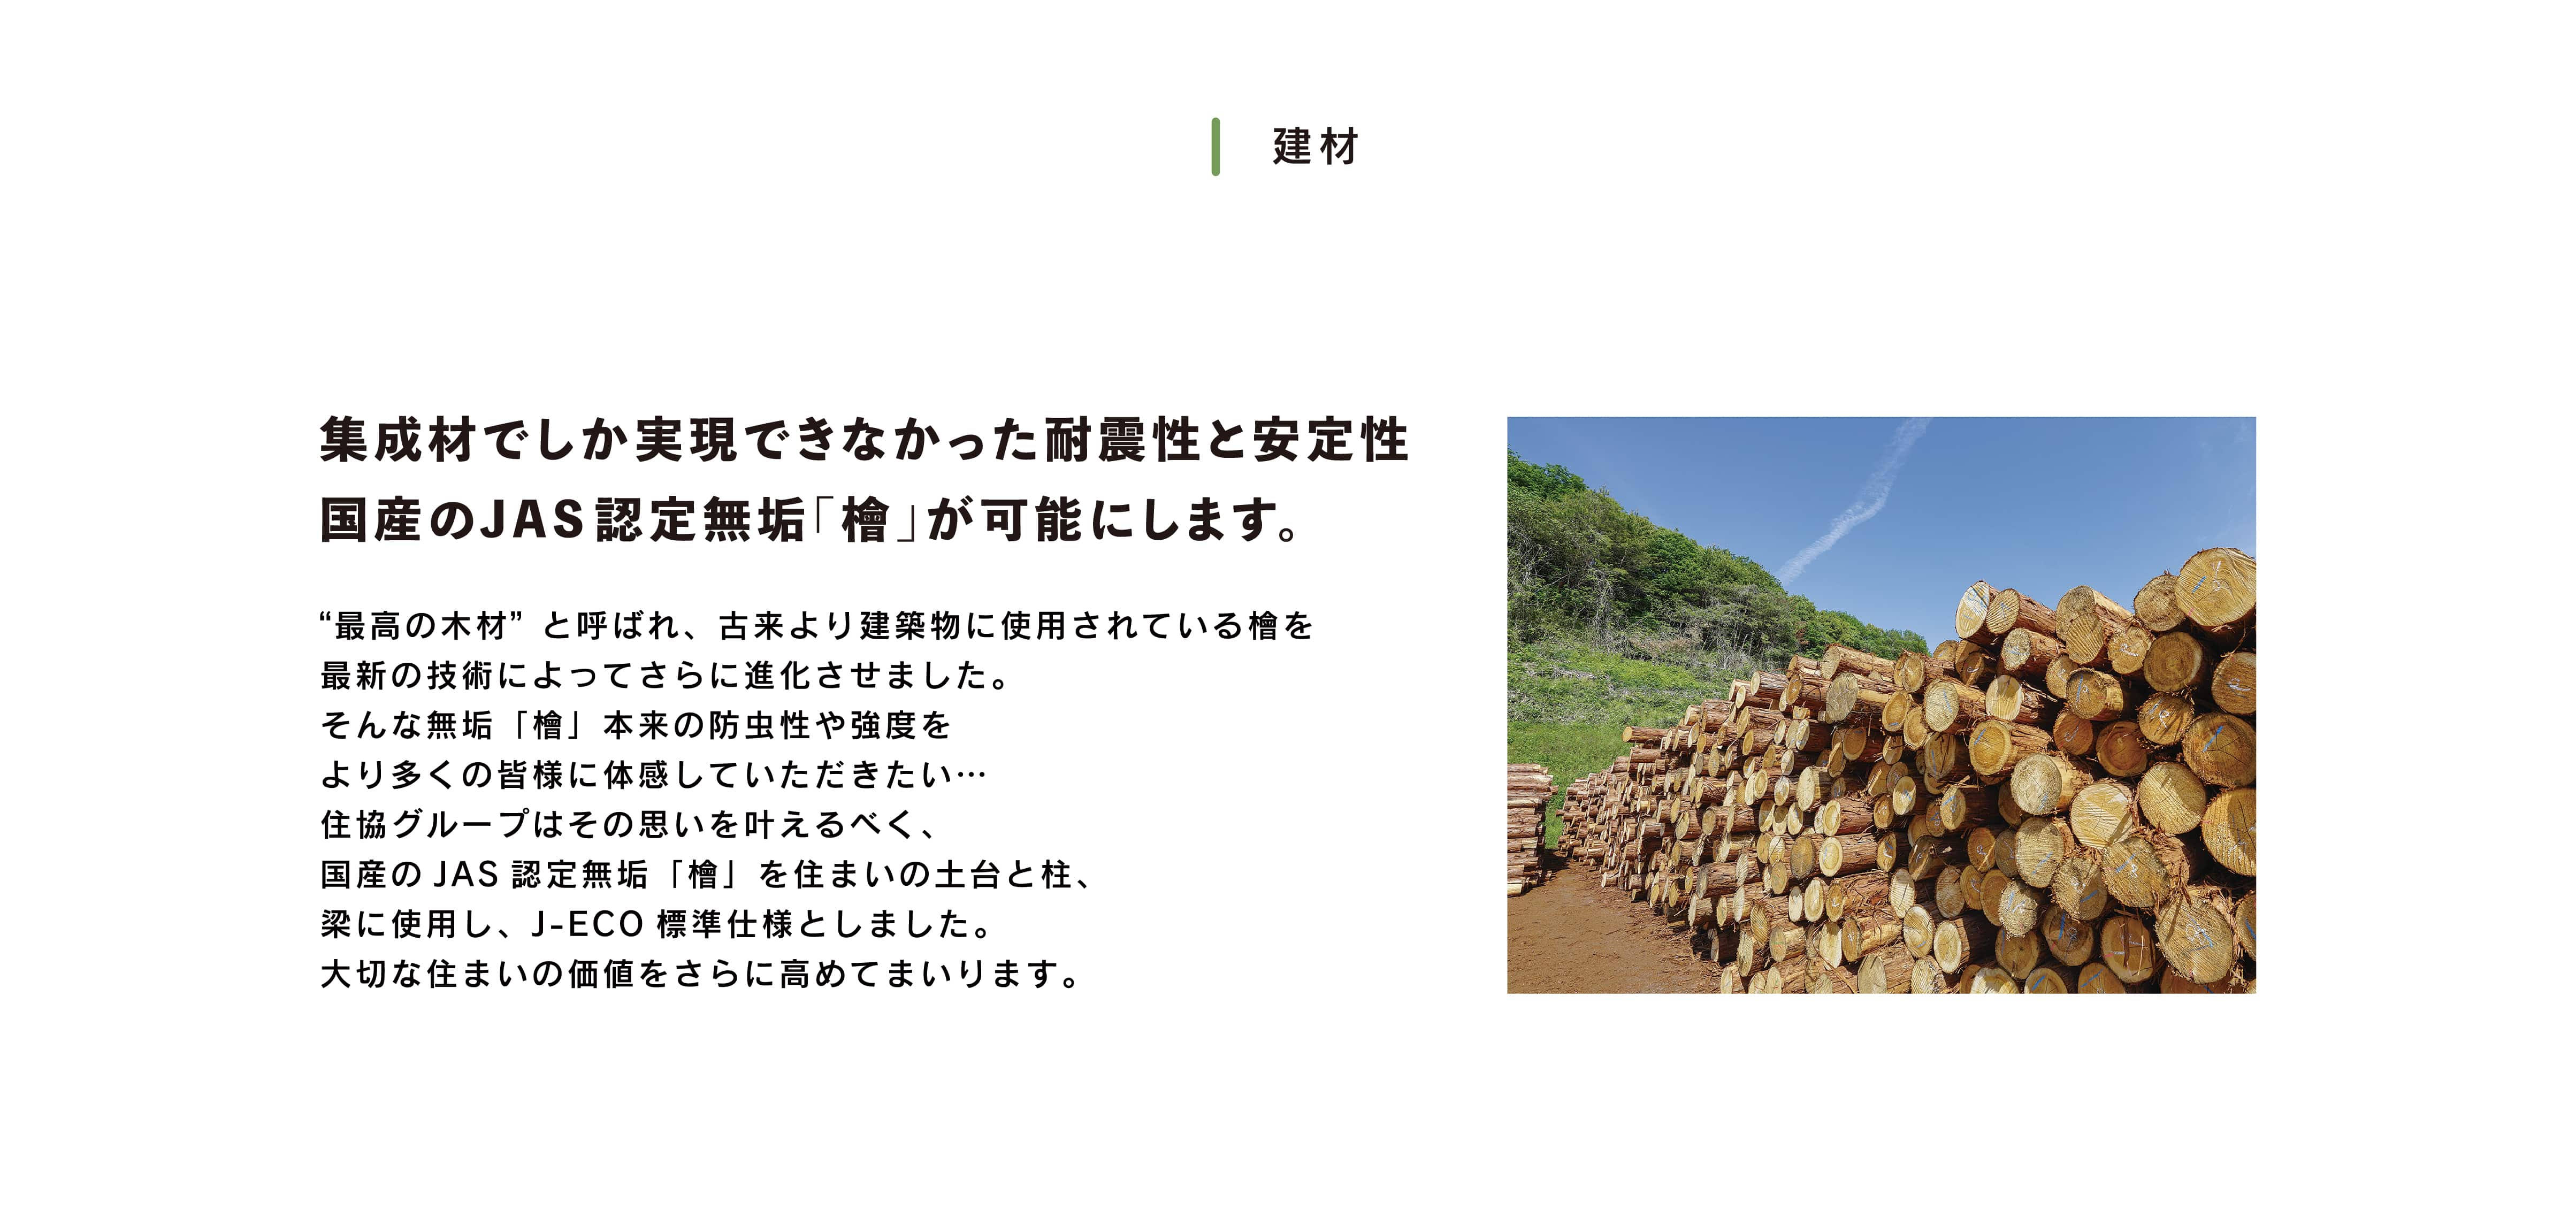 建材
集成材でしか実現できなかった耐震性と安定性
国産のJAS認定無垢「檜」が可能にします。
“最高の木材” と呼ばれ、古来より建築物に使用されている檜を
最新の技術によってさらに進化させました。
そんな無垢「檜」本来の防虫性や強度を
より多くの皆様に体感していただきたい…
住協グループはその思いを叶えるべく、
国産の JAS 認定無垢「檜」を住まいの土台と柱、
梁に使用し、J-ECO 標準仕様としました。
大切な住まいの価値をさらに高めてまいります。